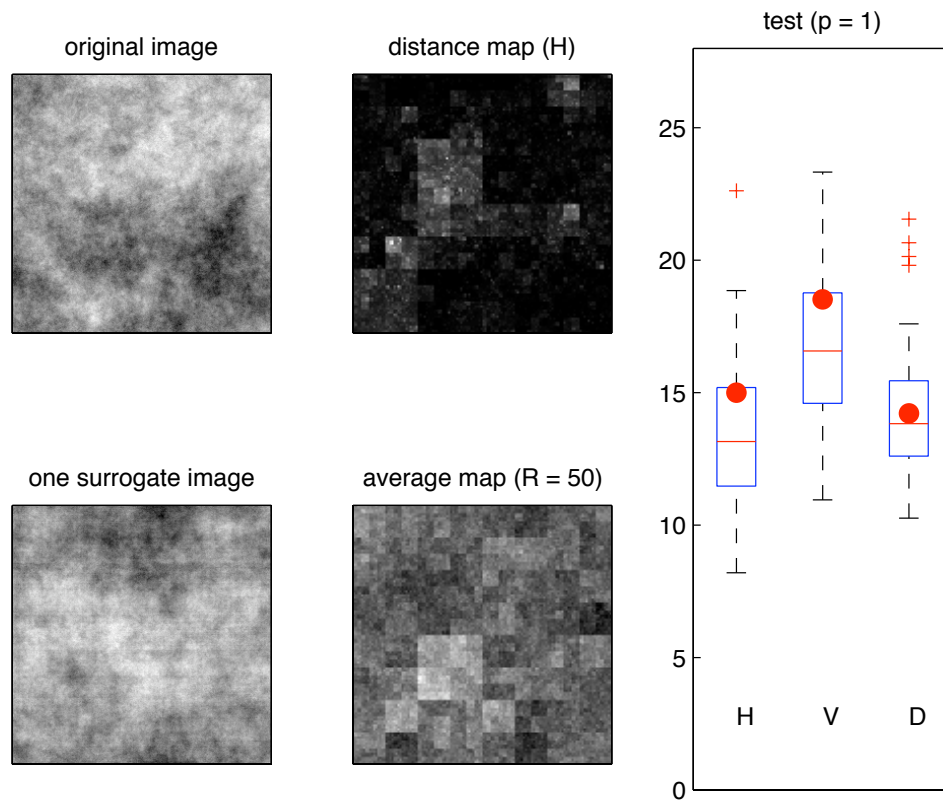 original image
distance map (H)
test (p = 1)
one surrogate image
average map (R = 50)
25
20
15
10
5
0
H V D